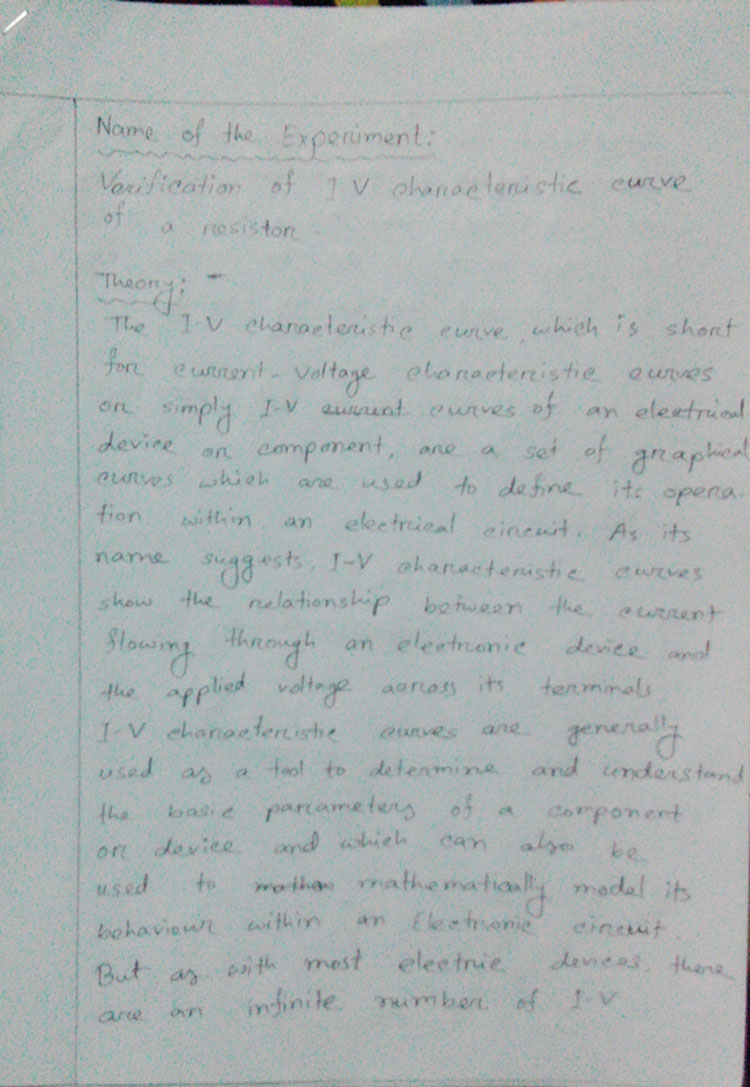 Name of the Experiment:
Verification of I V characteristic curve
of a resistor.
Theory: -
The I-V characteristic curve, which is short
for current-voltage characteristic curves
or simply I-V current curves of an electrical
device or component, are a set of graphical
curves which are used to define its opera-
tion within an electrical circuit. As its
name suggests, I-V characteristic curves
show the relationship between the current
flowing through an electronic device and
the applied voltage across its terminals
I-V characteristic curves are generally
used as a tool to determine and understand
the basic parameters of a component
or device and which can also be
used to mathem mathematically model its
behaviour within an Electronic circuit.
But as with most electric devices, there
are an infinite number of I-V